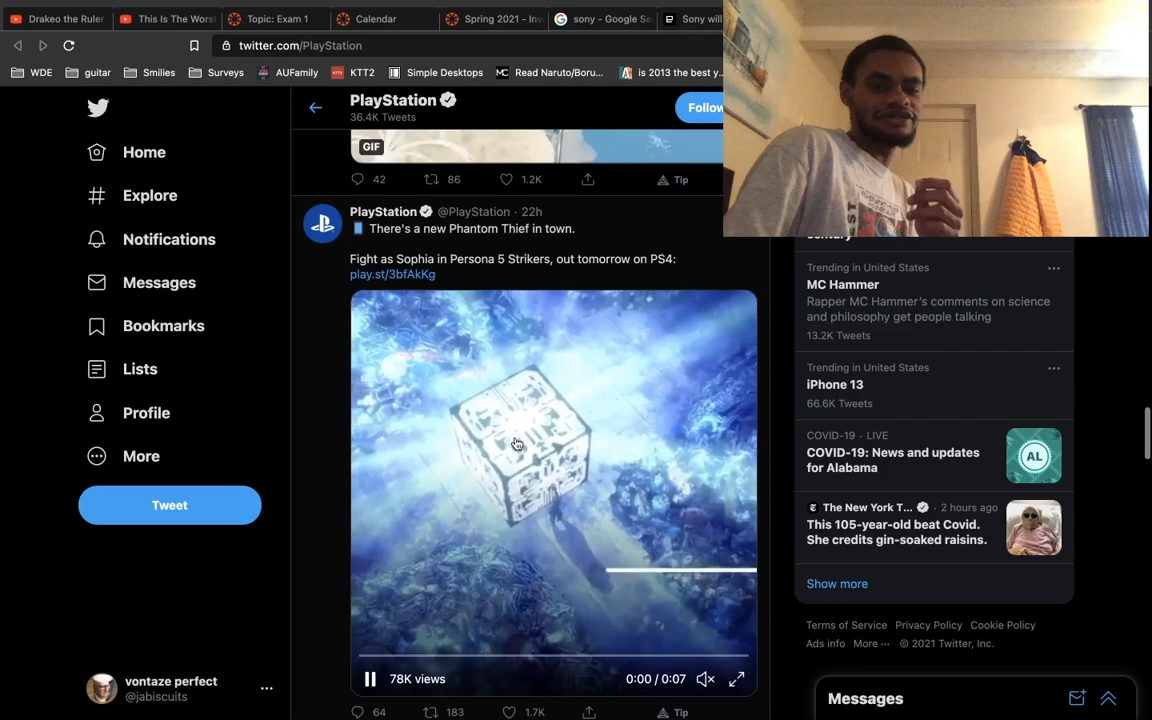 Drakeo the Ruler
This Is The Worst
Topic: Exam 1
Calendar
Spring 2021 - Inv
sony - Google Se
Sony will
twitter.com/PlayStation
WDE
guitar
Smilies
Surveys
AUFamily
KTT2
Simple Desktops
Read Naruto/Boru...
is 2013 the best y...
PlayStation
36.4K Tweets
Follow
Home
Explore
Notifications
Messages
Bookmarks
Lists
Profile
More
Tweet
vontaze perfect
@jabiscuits
GIF
42
86
1.2K
Tip
PlayStation @PlayStation · 22h
There's a new Phantom Thief in town.
Fight as Sophia in Persona 5 Strikers, out tomorrow on PS4:
play.st/3bfAkKg
78K views
0:00 / 0:07
64
183
1.7K
Tip
century
Trending in United States
MC Hammer
Rapper MC Hammer's comments on science
and philosophy get people talking
13.2K Tweets
Trending in United States
iPhone 13
66.6K Tweets
COVID-19 · LIVE
COVID-19: News and updates
for Alabama
AL
The New York T... · 2 hours ago
This 105-year-old beat Covid.
She credits gin-soaked raisins.
Show more
Terms of Service Privacy Policy Cookie Policy
Ads info More ··· © 2021 Twitter, Inc.
Messages